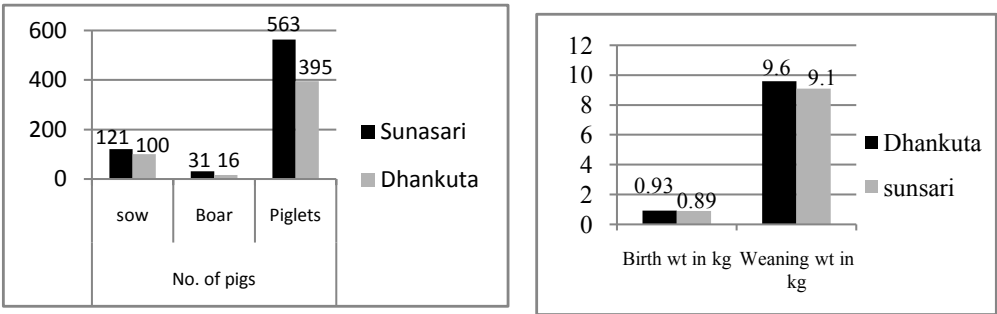 600
400
200
0
121
100
31
16
563
395
sow
Boar
Piglets
No. of pigs
Sunasari
Dhankuta
12
10
8
6
4
2
0
0.93
0.89
9.6
9.1
Birth wt in kg
Weaning wt in
kg
Dhankuta
sunsari